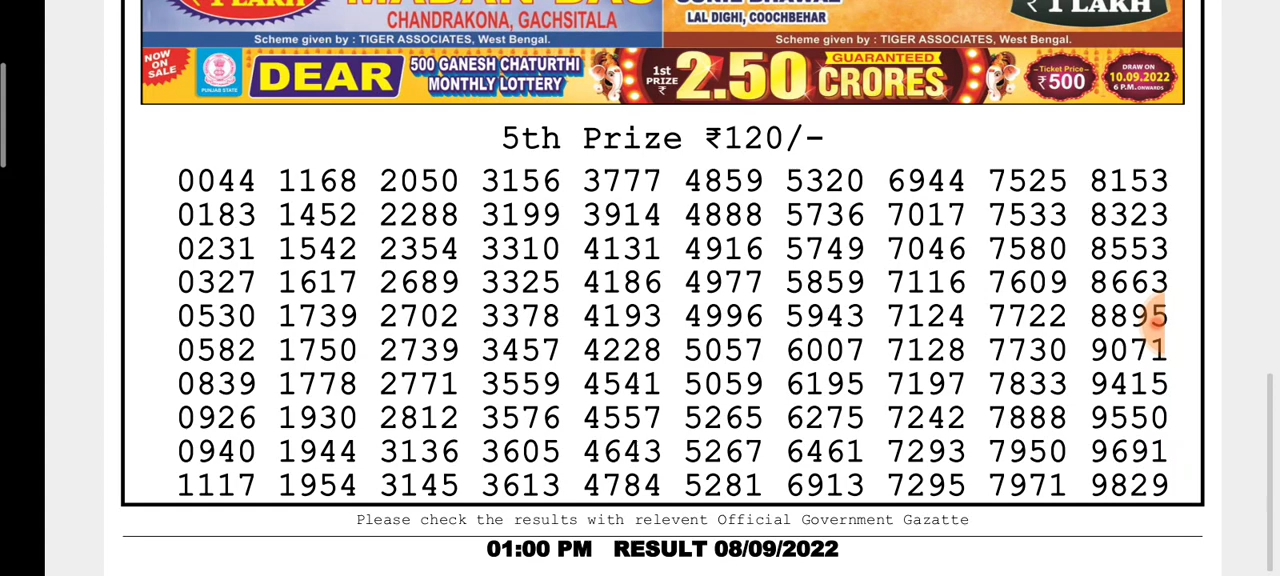 ₹ 1 LAKH
MADAN DAS
CHANDRAKONA, GACHSITALA
LAL DIGHI, COOCHBEHAR
₹ 1 LAKH
Scheme given by : TIGER ASSOCIATES, West Bengal.
Scheme given by : TIGER ASSOCIATES, West Bengal.
NOW ON SALE
PUNJAB STATE
DEAR
500 GANESH CHATURTHI
MONTHLY LOTTERY
1st PRIZE ₹
2.50
GUARANTEED
CRORES
Ticket Price
₹500
DRAW ON
10.09.2022
6 P.M. ONWARDS
5th Prize ₹120/-
0044 1168 2050 3156 3777 4859 5320 6944 7525 8153
0183 1452 2288 3199 3914 4888 5736 7017 7533 8323
0231 1542 2354 3310 4131 4916 5749 7046 7580 8553
0327 1617 2689 3325 4186 4977 5859 7116 7609 8663
0530 1739 2702 3378 4193 4996 5943 7124 7722 8895
0582 1750 2739 3457 4228 5057 6007 7128 7730 9071
0839 1778 2771 3559 4541 5059 6195 7197 7833 9415
0926 1930 2812 3576 4557 5265 6275 7242 7888 9550
0940 1944 3136 3605 4643 5267 6461 7293 7950 9691
1117 1954 3145 3613 4784 5281 6913 7295 7971 9829
Please check the results with relevent Official Government Gazatte
01:00 PM RESULT 08/09/2022